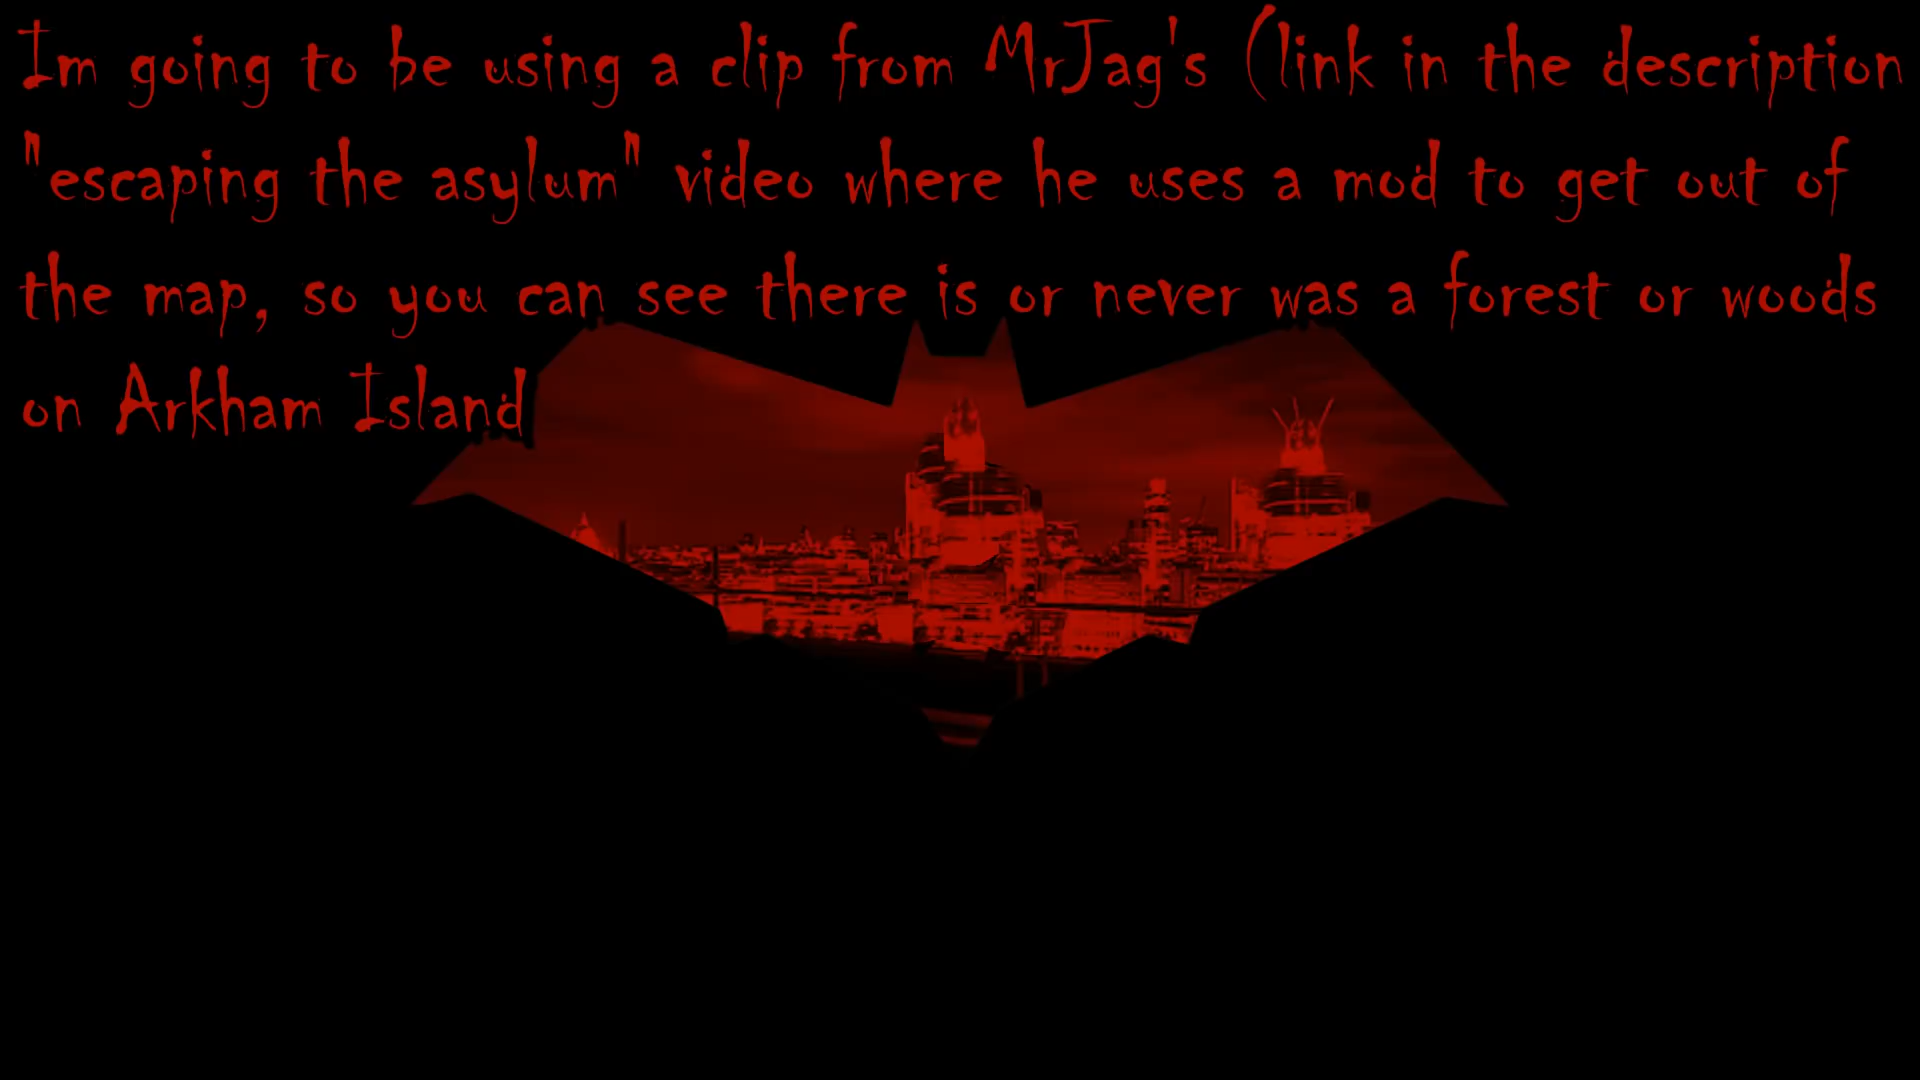 Im going to be using a clip from MrJag's (link in the description
"escaping the asylum" video where he uses a mod to get out of
the map, so you can see there is or never was a forest or woods
on Arkham Island